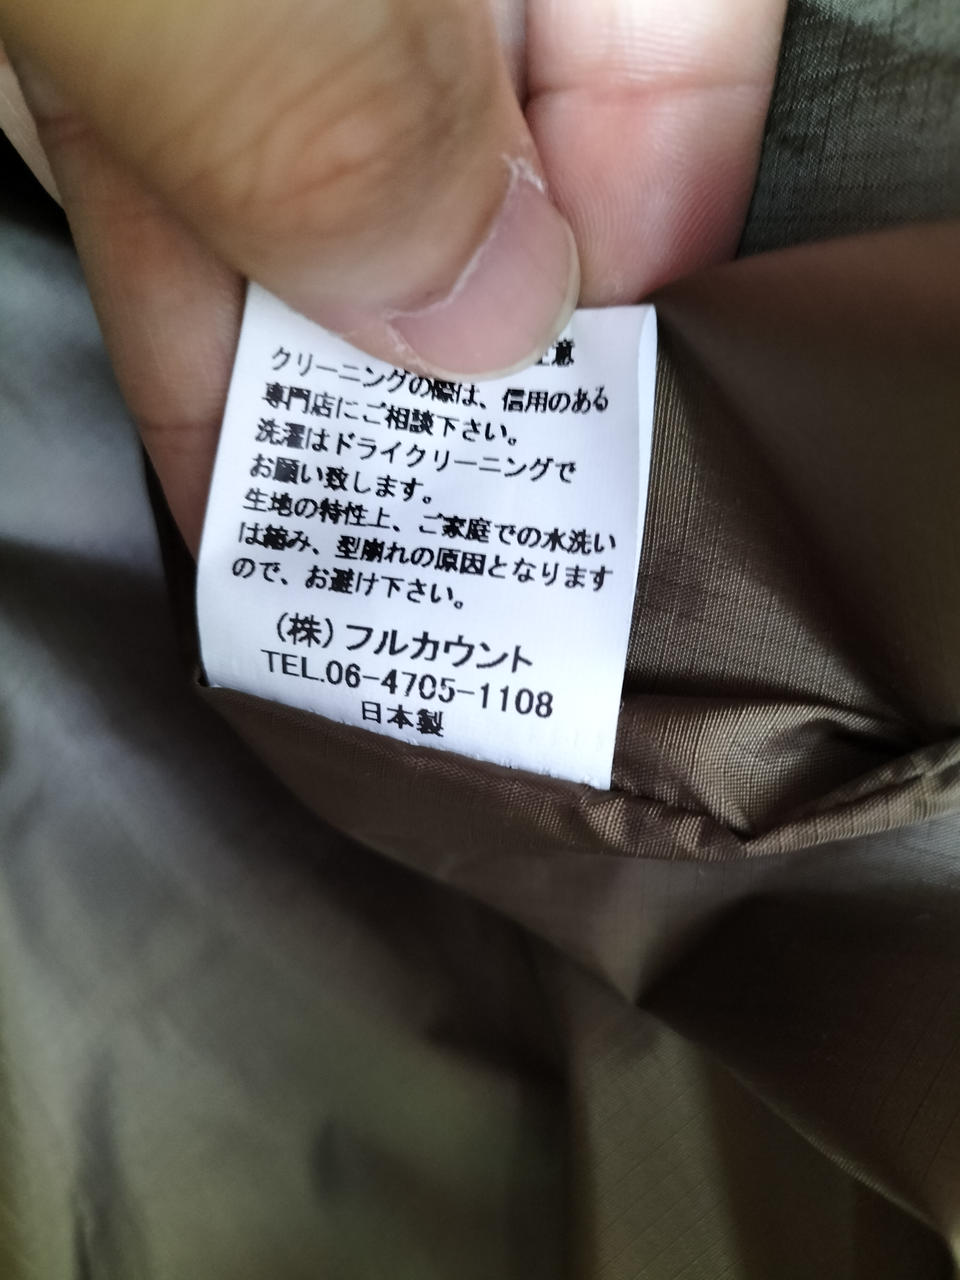 意
クリーニングの際は、信用のある
専門店にご相談下さい。
洗濯はドライクリーニングで
お願い致します。
生地の特性上、ご家庭での水洗い
は縮み、型崩れの原因となります
ので、お避け下さい。
(株)フルカウント
TEL.06-4705-1108
日本製